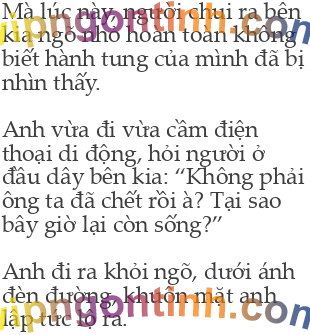 Mà lúc này, người chui ra bên
kia ngõ nhỏ hoàn toàn không
biết hành tung của mình đã bị
nhìn thấy.
Anh vừa đi vừa cầm điện
thoại di động, hỏi người ở
đầu dây bên kia: “Không phải
ông ta đã chết rồi à? Tại sao
bây giờ lại còn sống?”
Anh đi ra khỏi ngõ, dưới ánh
đèn đường, khuôn mặt anh
lập tức lộ ra.